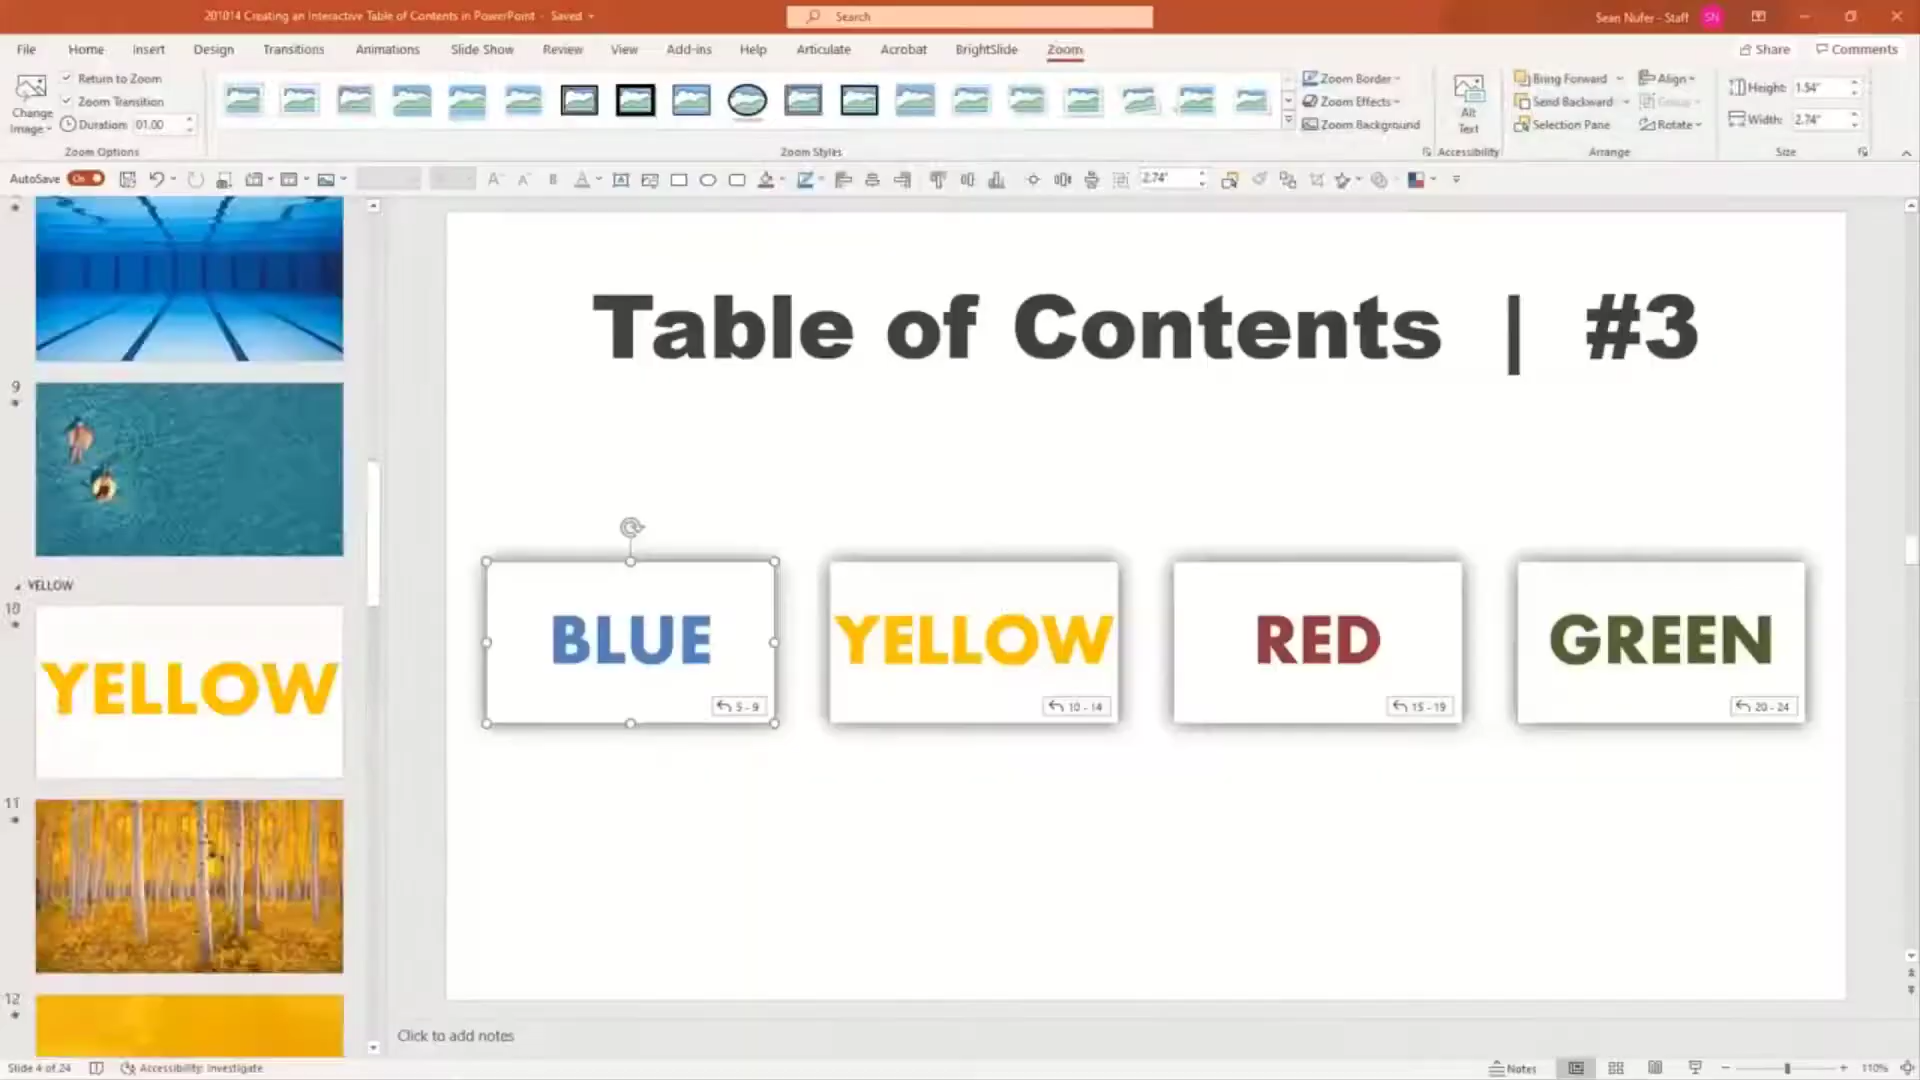 201014 Creating an Interactive Table of Contents in PowerPoint - Saved
Search
Sean Nufer - Staff SN
File Home Insert Design Transitions Animations Slide Show Review View Add-ins Help Articulate Acrobat BrightSlide Zoom Share Comments
Change Image
Return to Zoom
Zoom Transition
Duration: 01.00
Zoom Options
Zoom Styles
Zoom Border
Zoom Effects
Zoom Background
Alt Text
Accessibility
Bring Forward
Send Backward
Selection Pane
Align
Group
Rotate
Arrange
Height: 1.54"
Width: 2.74"
Size
AutoSave On
2.74"
Table of Contents | #3
BLUE
5 - 9
YELLOW
10 - 14
RED
15 - 19
GREEN
20 - 24
9
YELLOW
10
YELLOW
11
12
Click to add notes
Slide 4 of 24
Accessibility: Investigate
Notes
110%